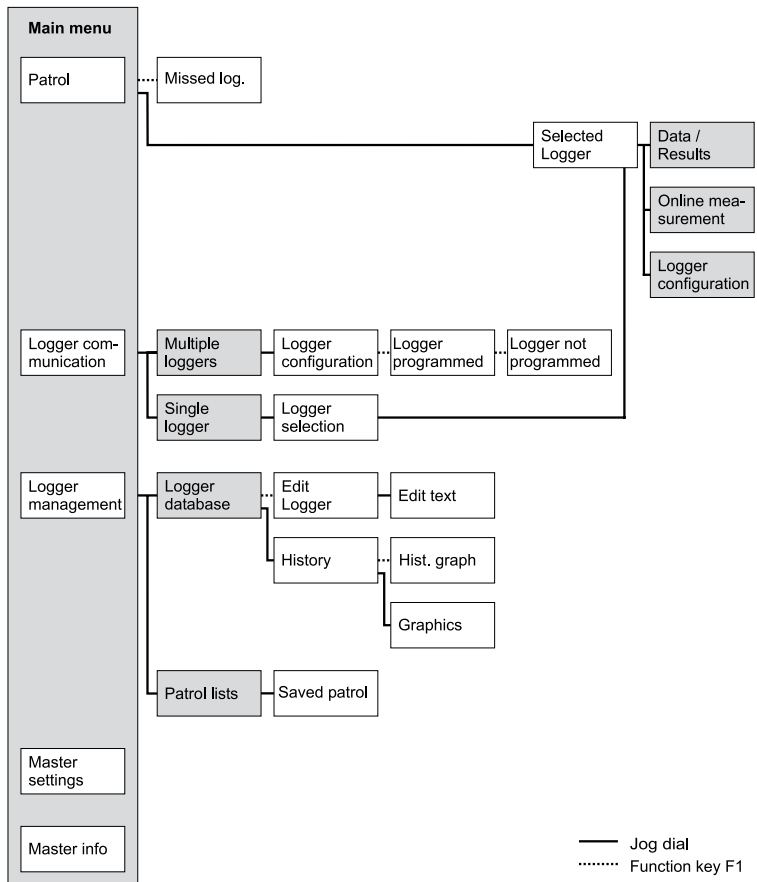 Main menu
Patrol
Missed log.
Selected
Logger
Data /
Results
Online mea-
surement
Logger
configuration
Logger com-
munication
Multiple
loggers
Logger
configuration
Logger
programmed
Logger not
programmed
Single
logger
Logger
selection
Logger
management
Logger
database
Edit
Logger
Edit text
History
Hist. graph
Graphics
Patrol lists
Saved patrol
Master
settings
Master info
Jog dial
Function key F1